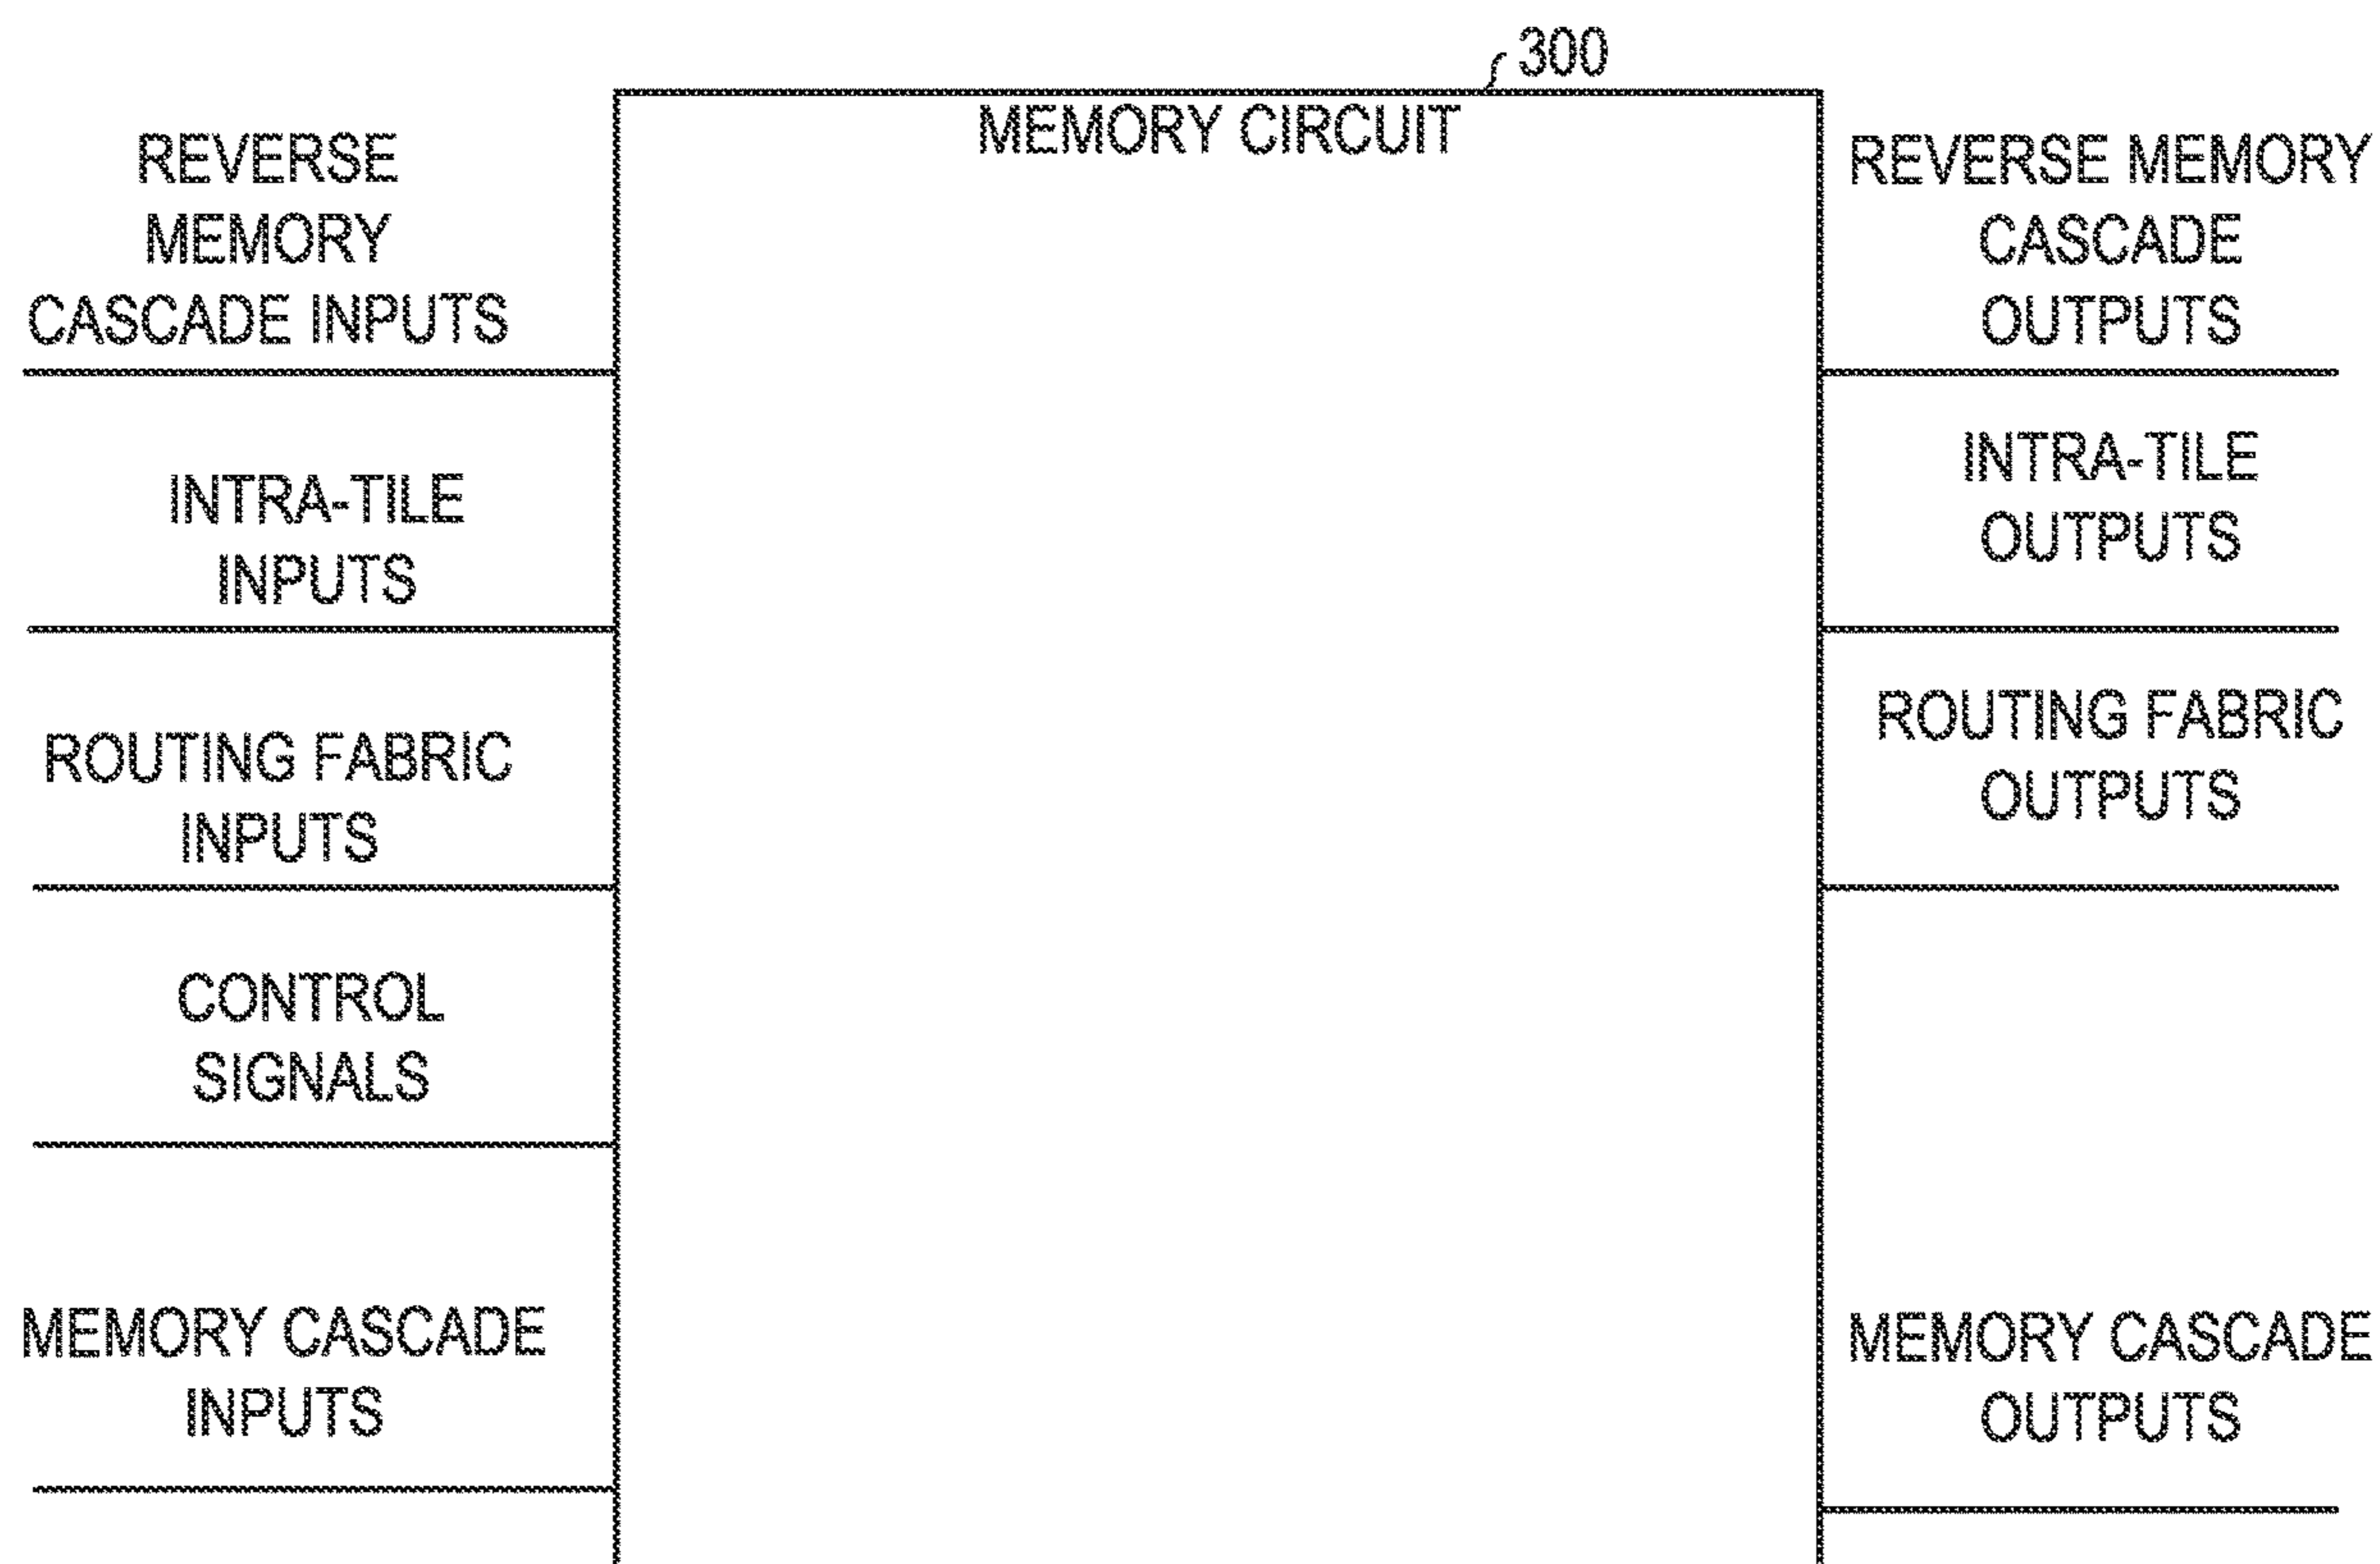 300
MEMORY CIRCUIT
REVERSE
MEMORY
CASCADE INPUTS
INTRA-TILE
INPUTS
ROUTING FABRIC
INPUTS
CONTROL
SIGNALS
MEMORY CASCADE
INPUTS
REVERSE MEMORY
CASCADE
OUTPUTS
INTRA-TILE
OUTPUTS
ROUTING FABRIC
OUTPUTS
MEMORY CASCADE
OUTPUTS